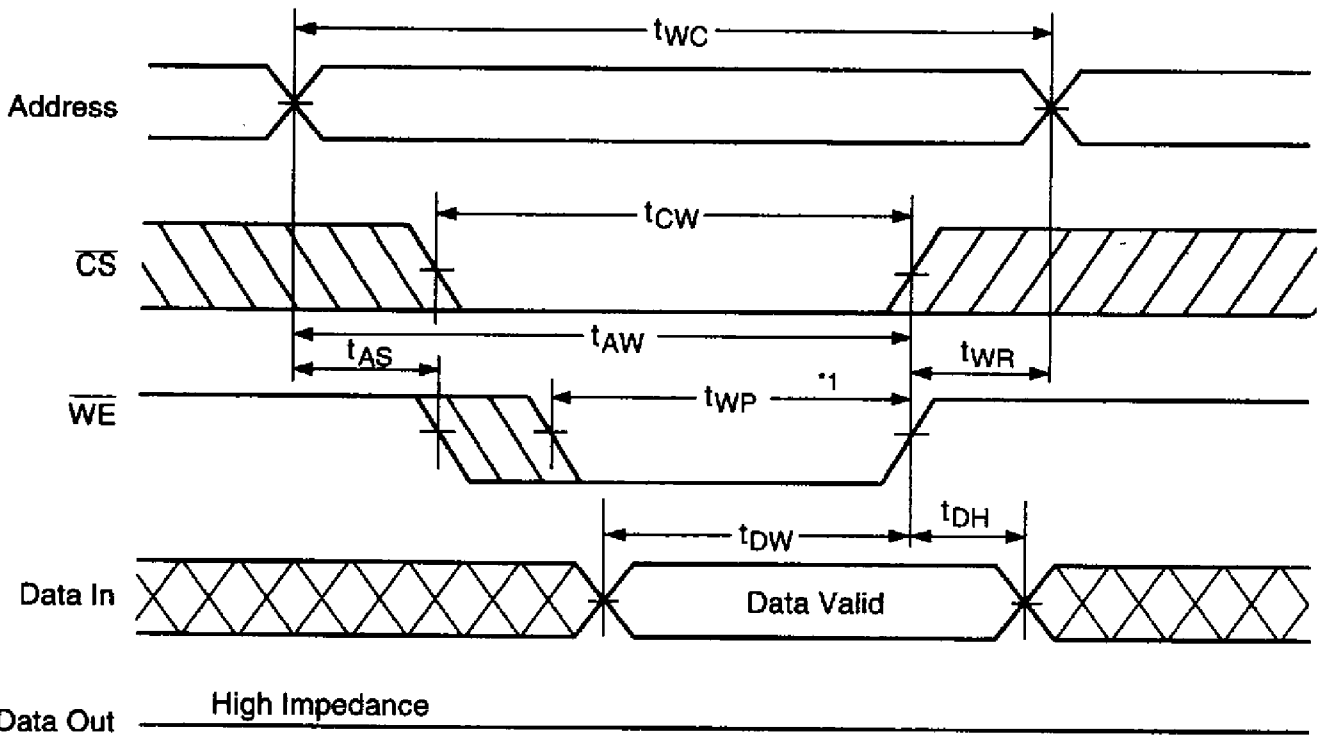 tWC
Address
tCW
CS
tAW
tAS
tWR
WE
tWP *1
tDW
tDH
Data In
Data Valid
High Impedance
Data Out